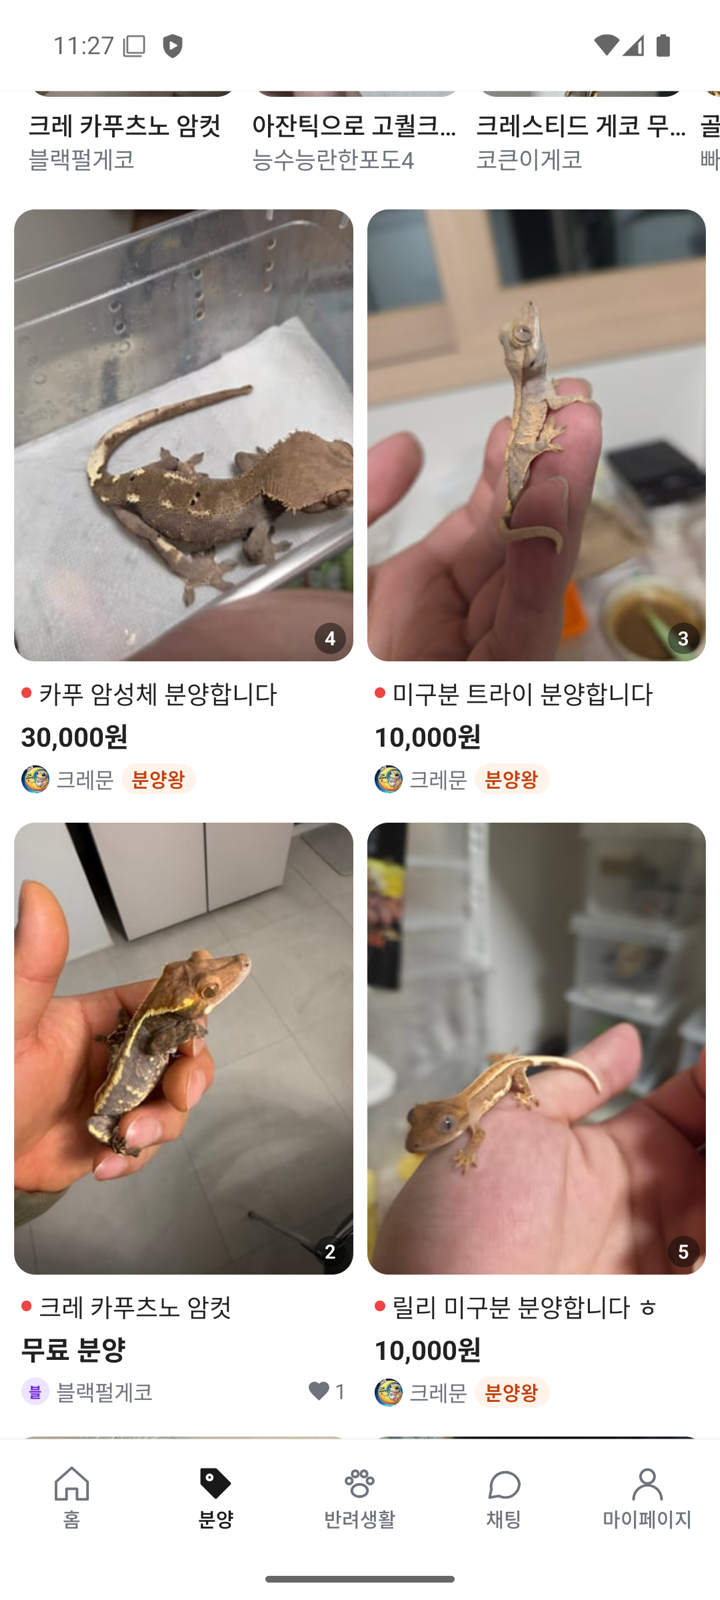 11:27
크레 카푸츠노 암컷
아잔틱으로 고퀄크...
크레스티드 게코 무...
골
블랙펄게코
능수능란한포도4
코큰이게코
빠
4
3
카푸 암성체 분양합니다
30,000원
크레문 분양왕
미구분 트라이 분양합니다
10,000원
크레문 분양왕
2
5
크레 카푸츠노 암컷
무료 분양
블 블랙펄게코 1
릴리 미구분 분양합니다 ㅎ
10,000원
크레문 분양왕
홈
분양
반려생활
채팅
마이페이지